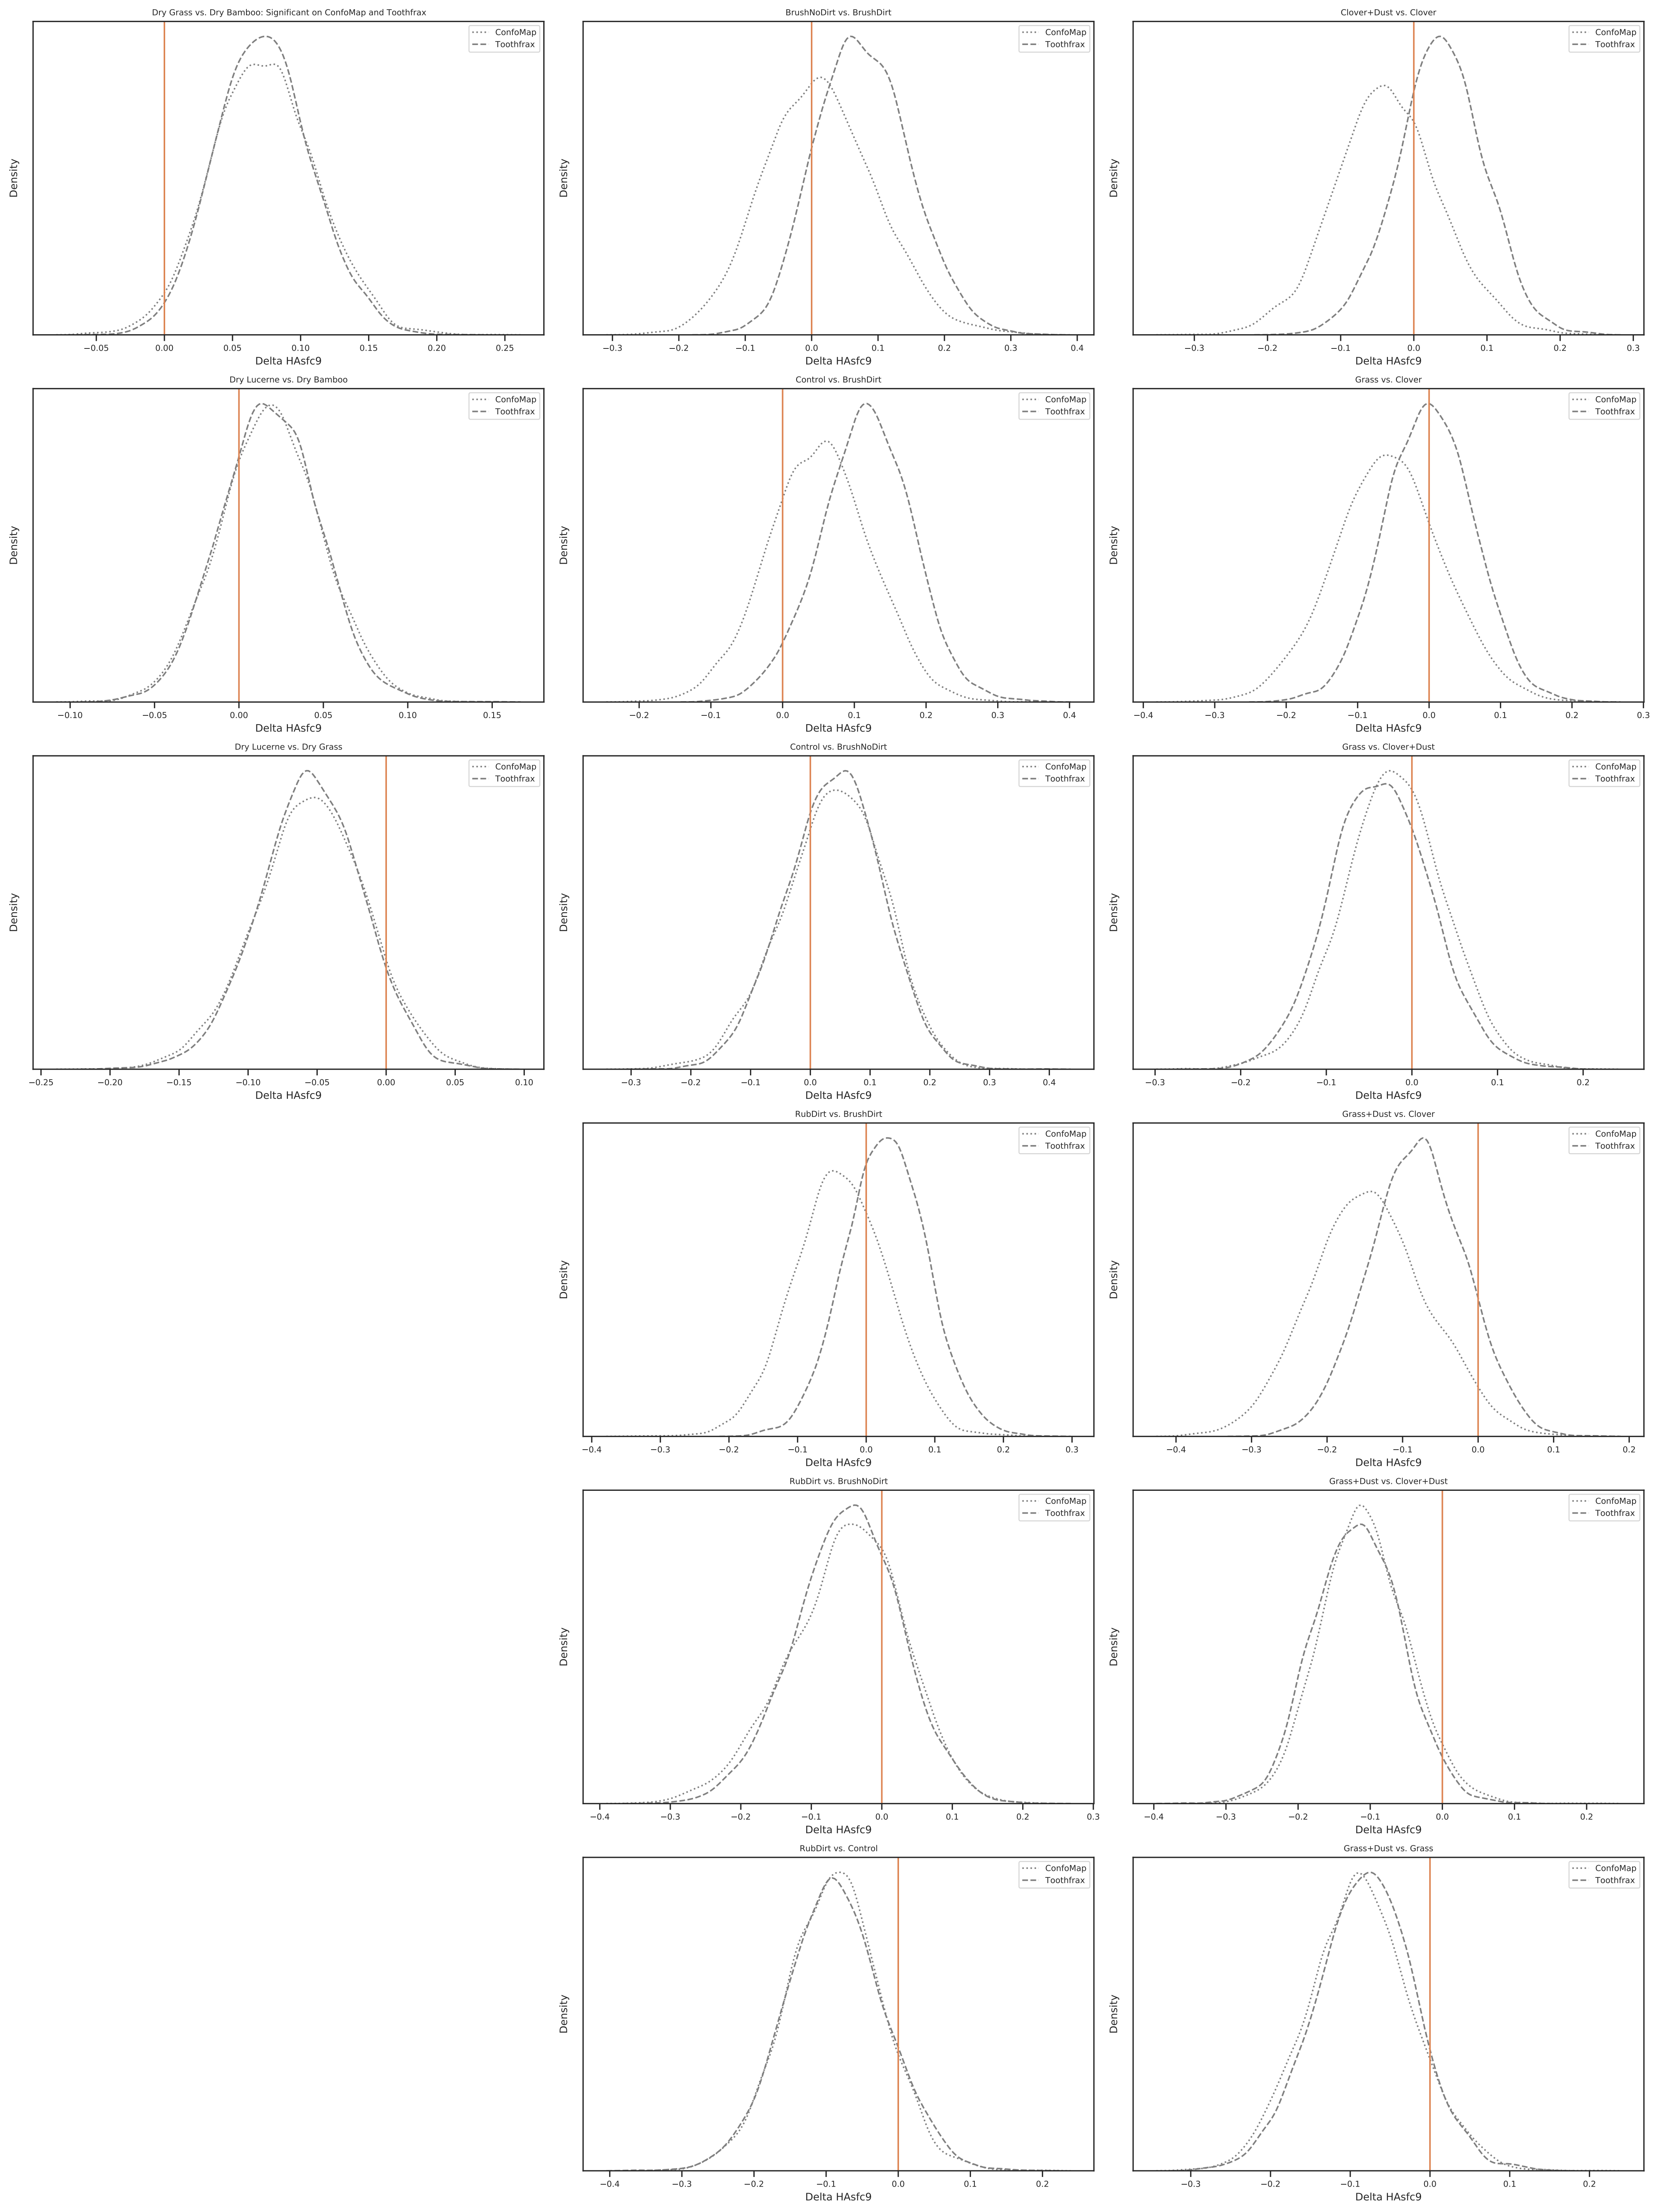 Dry Grass vs. Dry Bamboo: Significant on ConfoMap and Toothfrax
ConfoMap
Toothfrax
Density
−0.05 0.00 0.05 0.10 0.15 0.20 0.25
Delta HAsfc9
BrushNoDirt vs. BrushDirt
ConfoMap
Toothfrax
Density
−0.3 −0.2 −0.1 0.0 0.1 0.2 0.3 0.4
Delta HAsfc9
Clover+Dust vs. Clover
ConfoMap
Toothfrax
Density
−0.3 −0.2 −0.1 0.0 0.1 0.2 0.3
Delta HAsfc9
Dry Lucerne vs. Dry Bamboo
ConfoMap
Toothfrax
Density
−0.10 −0.05 0.00 0.05 0.10 0.15
Delta HAsfc9
Control vs. BrushDirt
ConfoMap
Toothfrax
Density
−0.2 −0.1 0.0 0.1 0.2 0.3 0.4
Delta HAsfc9
Grass vs. Clover
ConfoMap
Toothfrax
Density
−0.4 −0.3 −0.2 −0.1 0.0 0.1 0.2 0.3
Delta HAsfc9
Dry Lucerne vs. Dry Grass
ConfoMap
Toothfrax
Density
−0.25 −0.20 −0.15 −0.10 −0.05 0.00 0.05 0.10
Delta HAsfc9
Control vs. BrushNoDirt
ConfoMap
Toothfrax
Density
−0.3 −0.2 −0.1 0.0 0.1 0.2 0.3 0.4
Delta HAsfc9
Grass vs. Clover+Dust
ConfoMap
Toothfrax
Density
−0.3 −0.2 −0.1 0.0 0.1 0.2
Delta HAsfc9
RubDirt vs. BrushDirt
ConfoMap
Toothfrax
Density
−0.4 −0.3 −0.2 −0.1 0.0 0.1 0.2 0.3
Delta HAsfc9
Grass+Dust vs. Clover
ConfoMap
Toothfrax
Density
−0.4 −0.3 −0.2 −0.1 0.0 0.1 0.2
Delta HAsfc9
RubDirt vs. BrushNoDirt
ConfoMap
Toothfrax
Density
−0.4 −0.3 −0.2 −0.1 0.0 0.1 0.2 0.3
Delta HAsfc9
Grass+Dust vs. Clover+Dust
ConfoMap
Toothfrax
Density
−0.4 −0.3 −0.2 −0.1 0.0 0.1 0.2
Delta HAsfc9
RubDirt vs. Control
ConfoMap
Toothfrax
Density
−0.4 −0.3 −0.2 −0.1 0.0 0.1 0.2
Delta HAsfc9
Grass+Dust vs. Grass
ConfoMap
Toothfrax
Density
−0.3 −0.2 −0.1 0.0 0.1 0.2
Delta HAsfc9